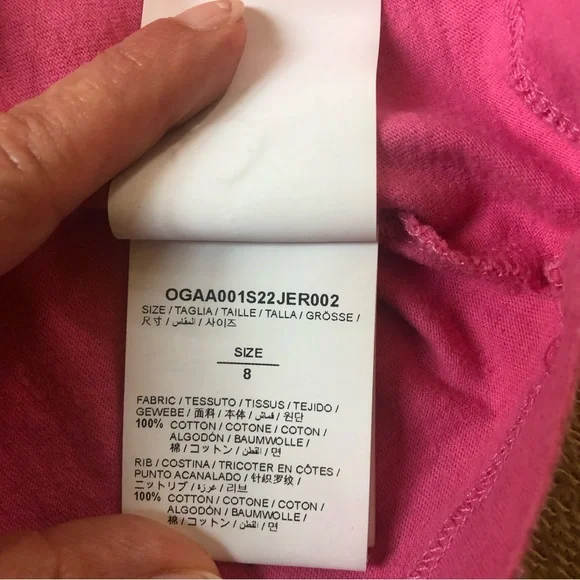 OGAA001S22JER002
SIZE / TAGLIA / TAILLE / TALLA / GRÖSSE /
尺寸 / المقاس / 사이즈
SIZE
8
FABRIC / TESSUTO / TISSUS / TEJIDO /
GEWEBE / 面料 / 本体 / قماش / 원단
100% COTTON / COTONE / COTON /
ALGODÓN / BAUMWOLLE /
棉 / コットン / القطن / 면
RIB / COSTINA / TRICOTER EN CÔTES /
PUNTO ACANALADO / 针织罗纹 /
ニットリブ / غرزة / 리브
100% COTTON / COTONE / COTON /
ALGODÓN / BAUMWOLLE /
棉 / コットン / القطن / 면